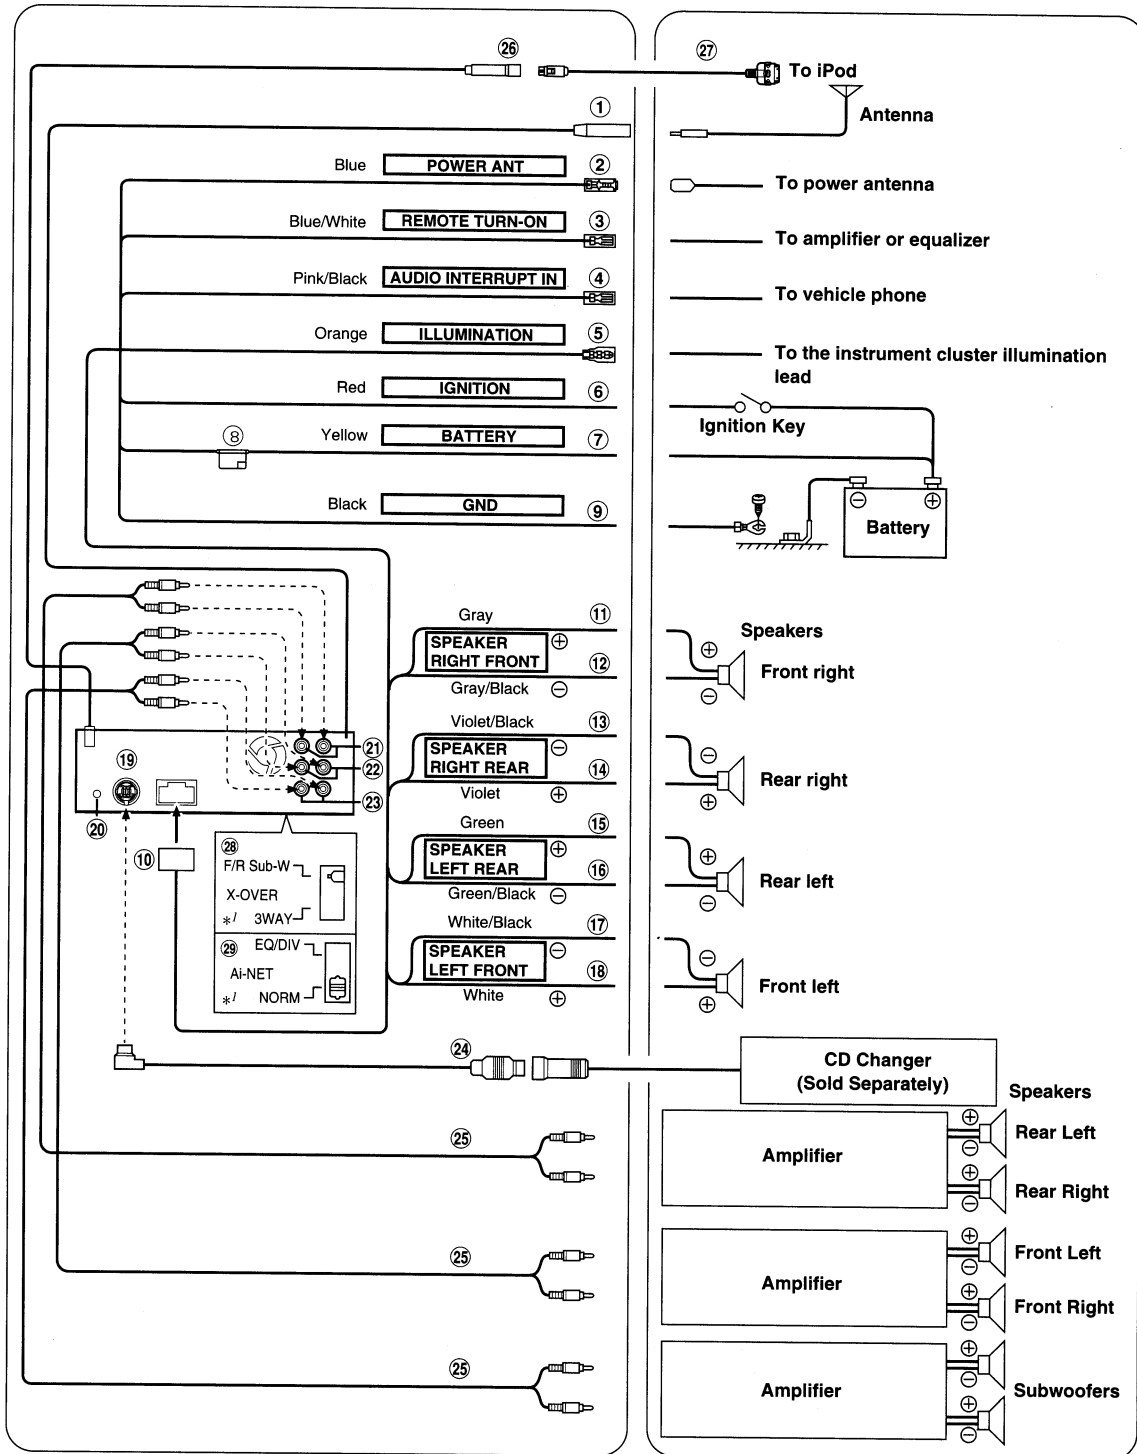 ㉖
㉗
To iPod
①
Antenna
Blue POWER ANT ②
To power antenna
Blue/White REMOTE TURN-ON ③
To amplifier or equalizer
Pink/Black AUDIO INTERRUPT IN ④
To vehicle phone
Orange ILLUMINATION ⑤
To the instrument cluster illumination
lead
Red IGNITION ⑥
Ignition Key
⑧ Yellow BATTERY ⑦
Black GND ⑨
⊖ ⊕
Battery
Gray ⑪
SPEAKER
RIGHT FRONT
⊕ ⑫
Gray/Black ⊖
Speakers
⊕
Front right
⊖
Violet/Black ⑬
SPEAKER
RIGHT REAR
⊖ ⑭
Violet ⊕
⊖
Rear right
⊕
⑲
㉑
㉒
㉓
⑳
⑩
Green ⑮
SPEAKER
LEFT REAR
⊕ ⑯
Green/Black ⊖
⊕
Rear left
⊖
㉘
F/R Sub-W
X-OVER
*1 3WAY
㉙ EQ/DIV
Ai-NET
*1 NORM
White/Black ⑰
SPEAKER
LEFT FRONT
⊖ ⑱
White ⊕
⊖
Front left
⊕
㉔
CD Changer
(Sold Separately)
Speakers
㉕
Amplifier
⊕
Rear Left
⊖
⊕
Rear Right
⊖
㉕
Amplifier
⊕
Front Left
⊖
⊕
Front Right
⊖
㉕
Amplifier
⊕
⊖
Subwoofers
⊕
⊖